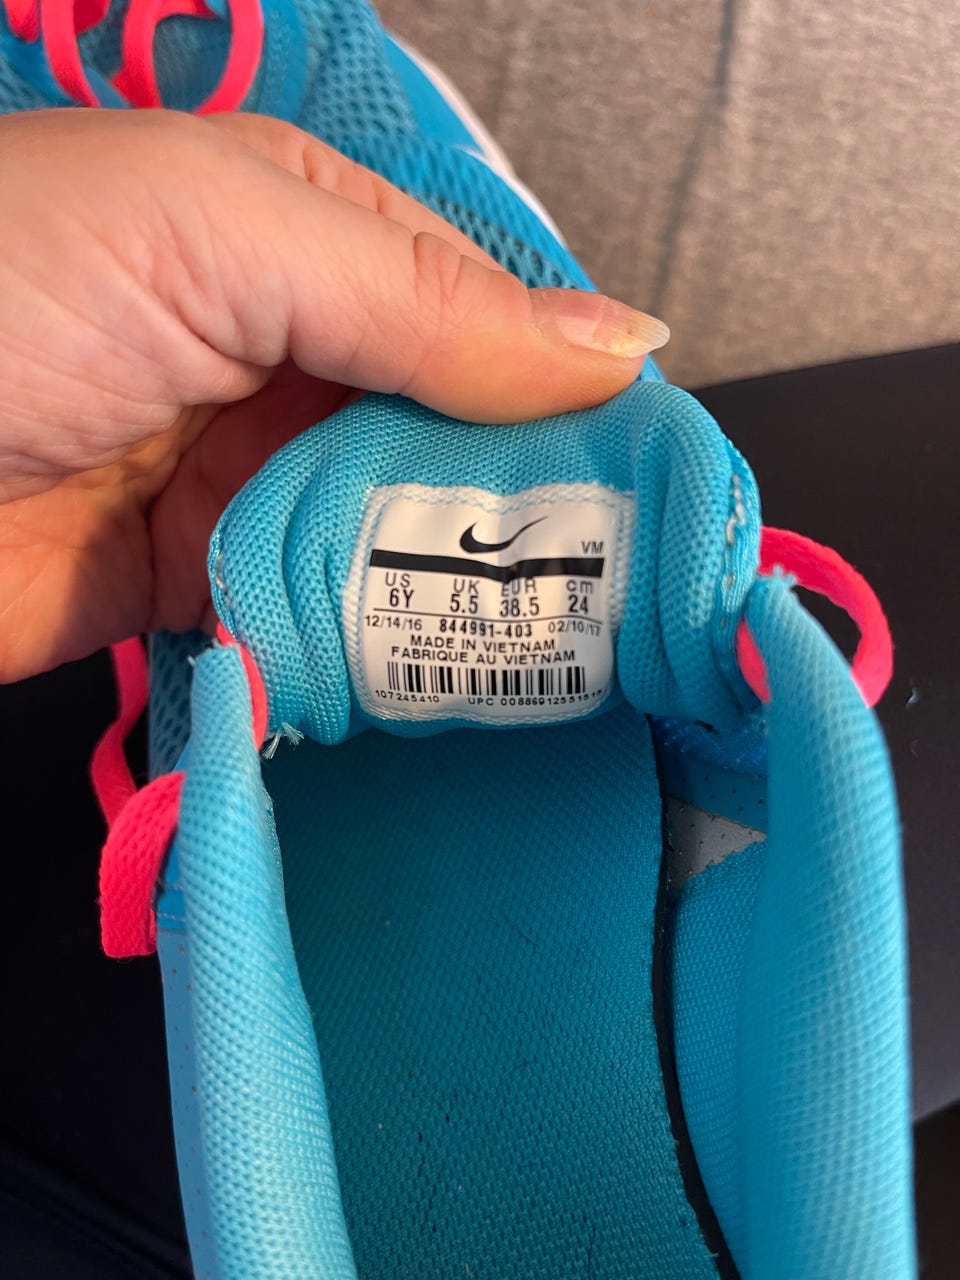 VM
US UK EUR cm
6Y 5.5 38.5 24
12/14/16 844991-403 02/10/17
MADE IN VIETNAM
FABRIQUE AU VIETNAM
107245410 UPC